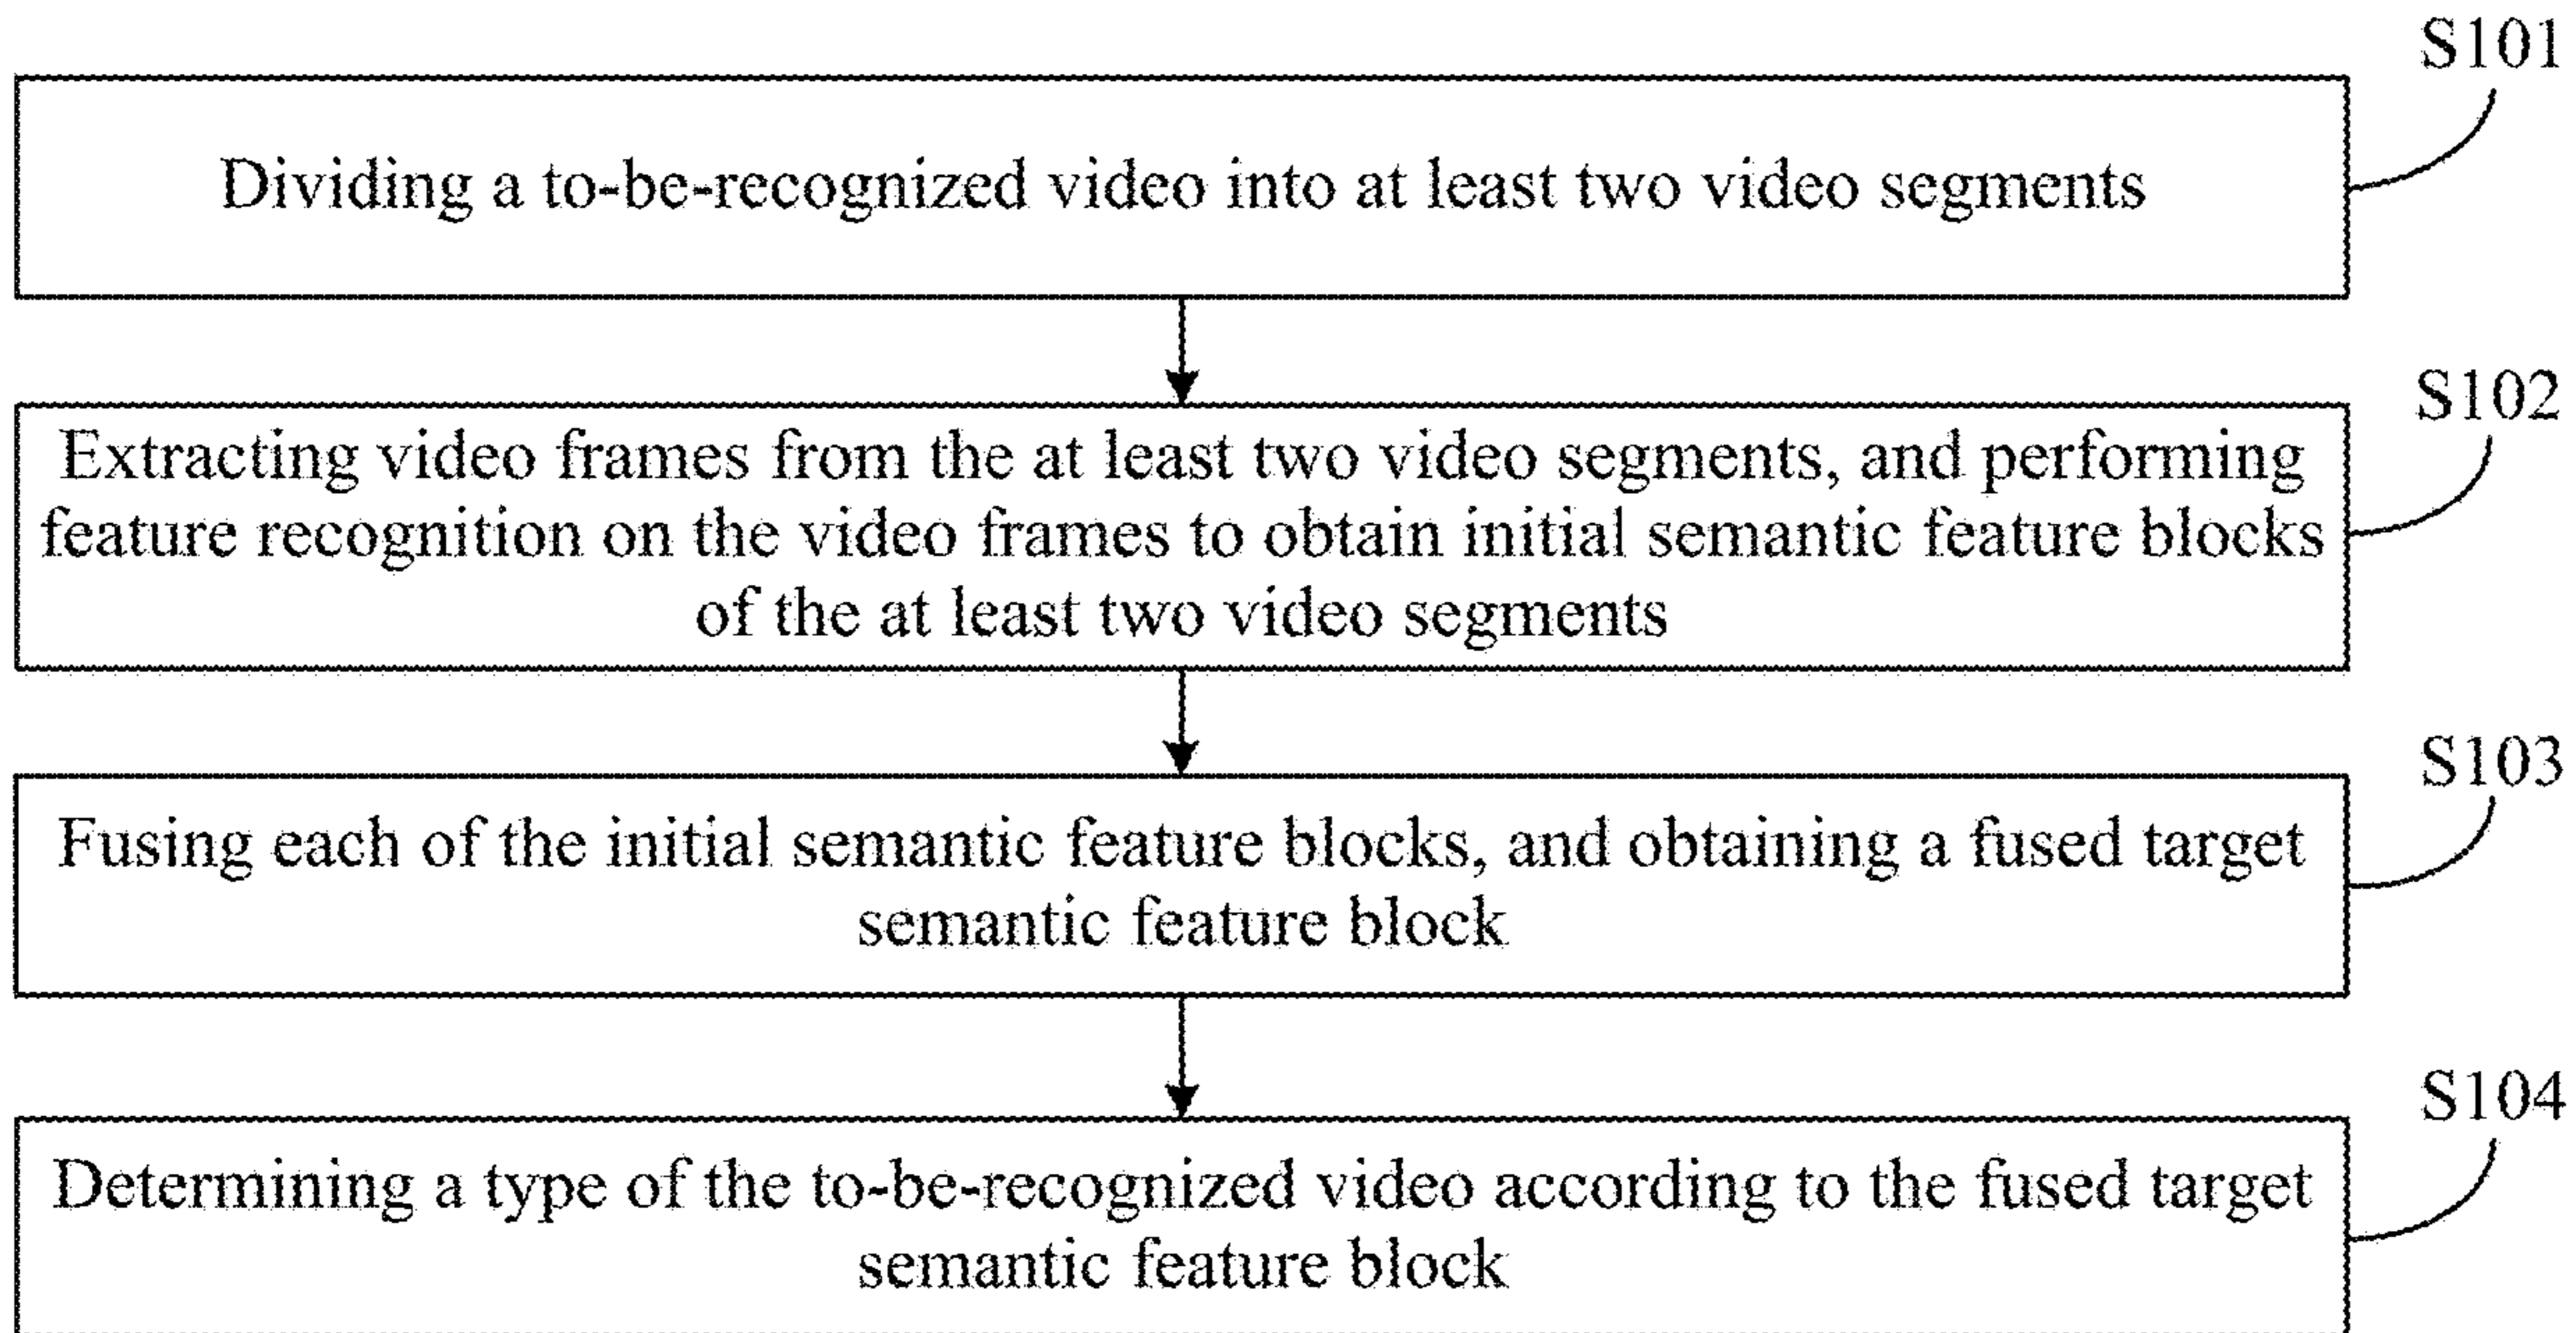 S101
Dividing a to-be-recognized video into at least two video segments
S102
Extracting video frames from the at least two video segments, and performing
feature recognition on the video frames to obtain initial semantic feature blocks
of the at least two video segments
S103
Fusing each of the initial semantic feature blocks, and obtaining a fused target
semantic feature block
S104
Determining a type of the to-be-recognized video according to the fused target
semantic feature block